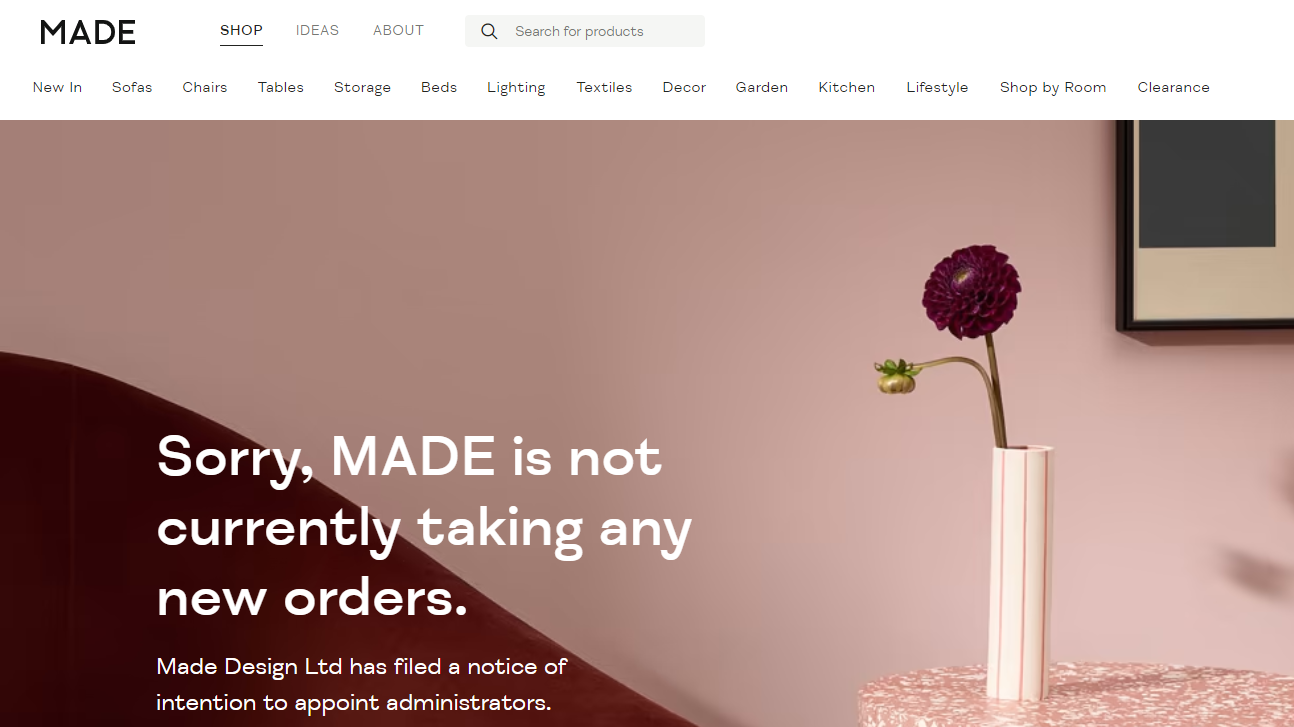 MADE
SHOP IDEAS ABOUT Search for products
New In Sofas Chairs Tables Storage Beds Lighting Textiles Decor Garden Kitchen Lifestyle Shop by Room Clearance
Sorry, MADE is not
currently taking any
new orders.
Made Design Ltd has filed a notice of
intention to appoint administrators.